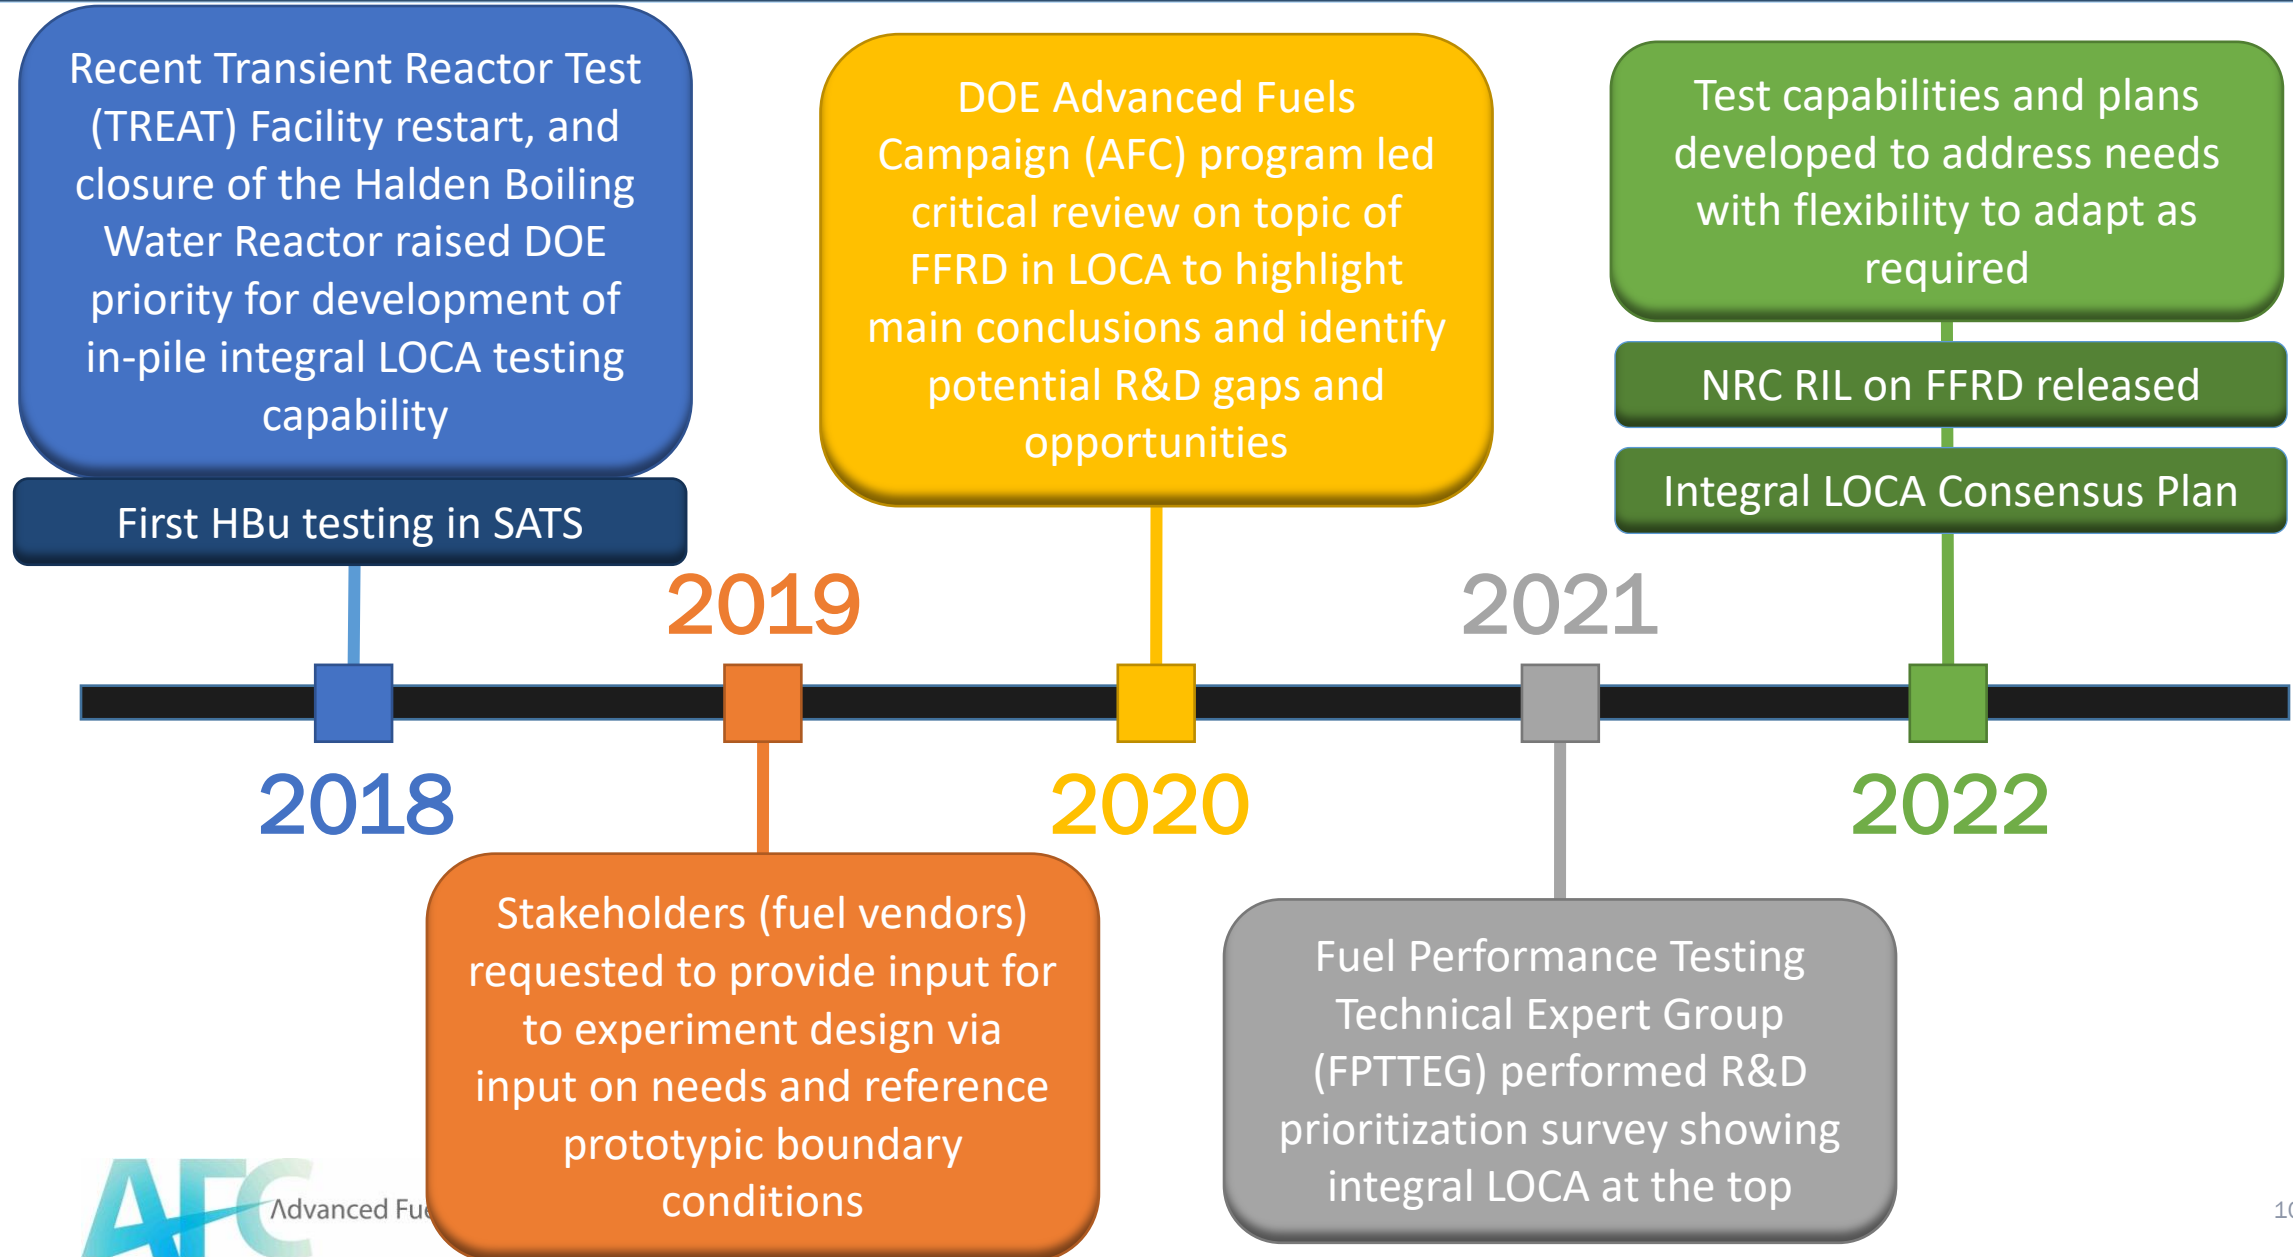 Recent Transient Reactor Test
(TREAT) Facility restart, and
closure of the Halden Boiling
Water Reactor raised DOE
priority for development of
in-pile integral LOCA testing
capability
First HBu testing in SATS
2018
2019
Stakeholders (fuel vendors)
requested to provide input for
to experiment design via
input on needs and reference
prototypic boundary
conditions
DOE Advanced Fuels
Campaign (AFC) program led
critical review on topic of
FFRD in LOCA to highlight
main conclusions and identify
potential R&D gaps and
opportunities
2020
2021
Fuel Performance Testing
Technical Expert Group
(FPTTEG) performed R&D
prioritization survey showing
integral LOCA at the top
Test capabilities and plans
developed to address needs
with flexibility to adapt as
required
NRC RIL on FFRD released
Integral LOCA Consensus Plan
2022
AFC
Advanced